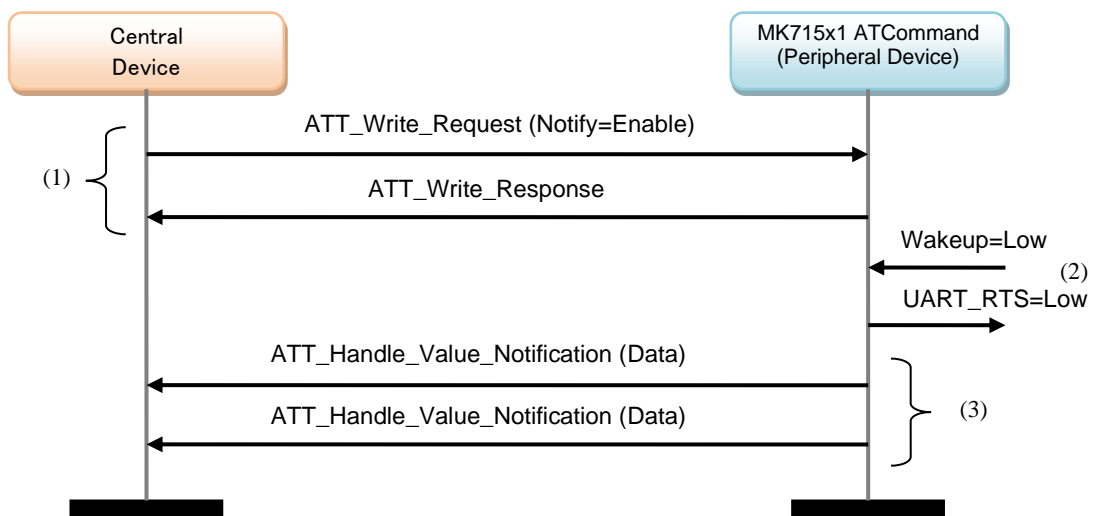 Central
Device
MK715x1 ATCommand
(Peripheral Device)
ATT_Write_Request (Notify=Enable)
(1)
ATT_Write_Response
Wakeup=Low
(2)
UART_RTS=Low
ATT_Handle_Value_Notification (Data)
ATT_Handle_Value_Notification (Data)
(3)